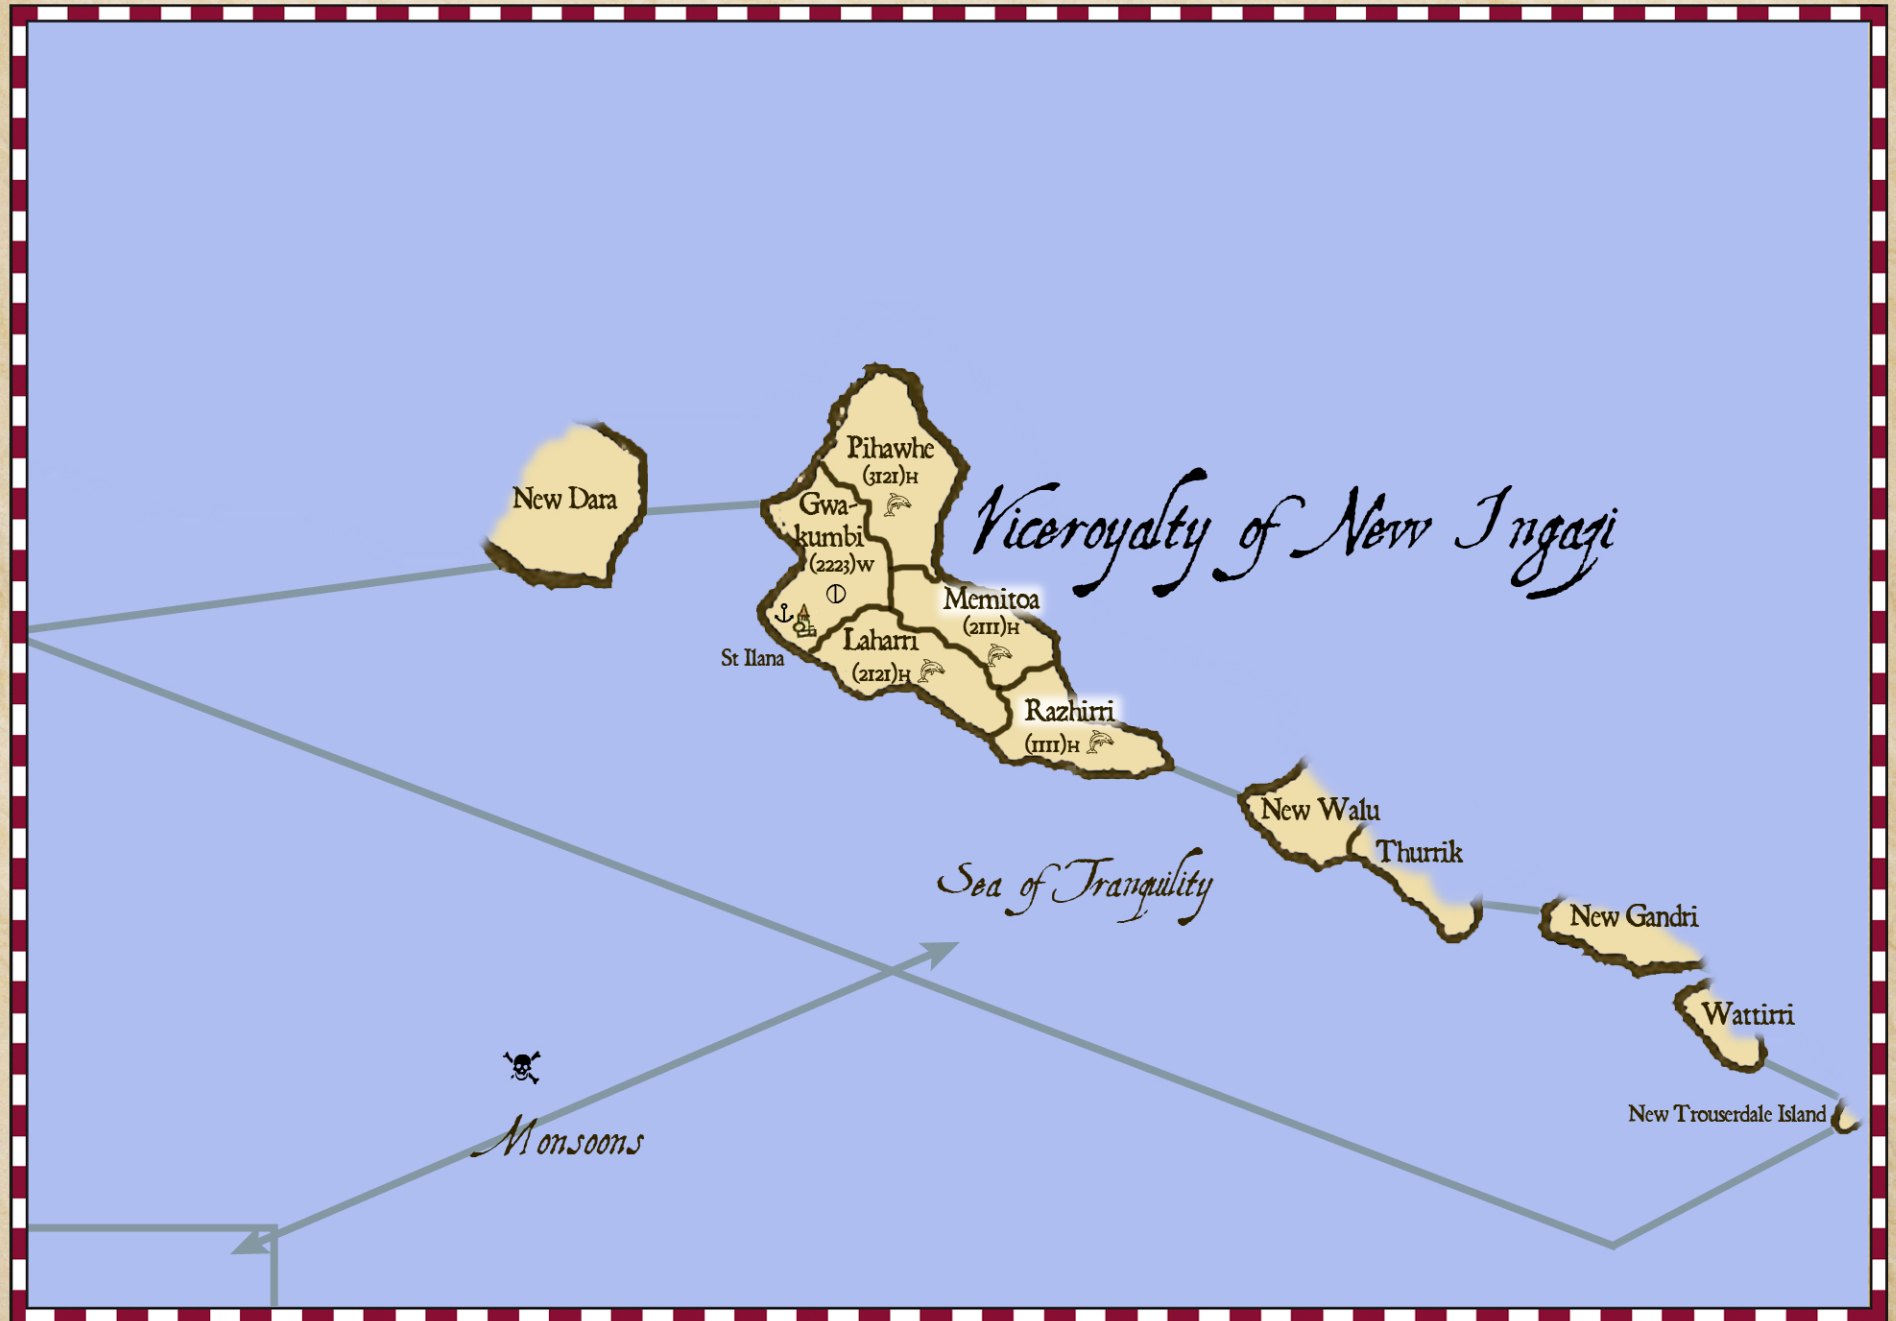 Pihawhe
(3121)H
New Dara
Gwa-
kumbi
(2223)W
Viceroyalty of New Ingagi
Memitoa
(2111)H
Laharri
(2121)H
St Ilana
Razhirri
(1111)H
New Walu
Thurrik
Sea of Tranquility
New Gandri
Wattirri
New Trouserdale Island
Monsoons